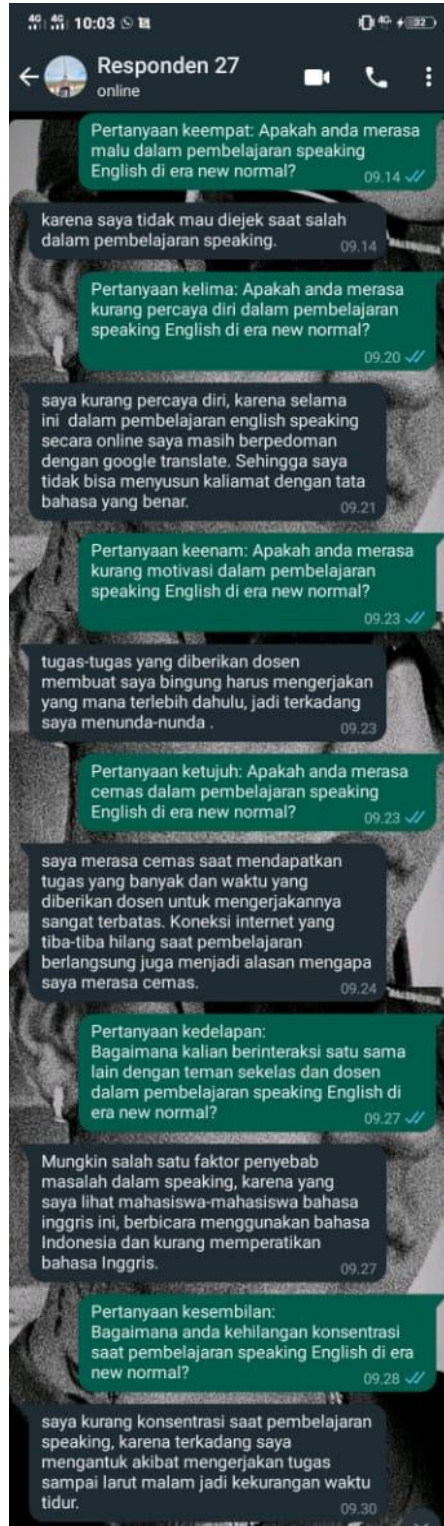 4G 4G 10:03 4G 32
Responden 27
online
Pertanyaan keempat: Apakah anda merasa
malu dalam pembelajaran speaking
English di era new normal?
09.14
karena saya tidak mau diejek saat salah
dalam pembelajaran speaking.
09.14
Pertanyaan kelima: Apakah anda merasa
kurang percaya diri dalam pembelajaran
speaking English di era new normal?
09.20
saya kurang percaya diri, karena selama
ini dalam pembelajaran english speaking
secara online saya masih berpedoman
dengan google translate. Sehingga saya
tidak bisa menyusun kaliamat dengan tata
bahasa yang benar.
09.21
Pertanyaan keenam: Apakah anda merasa
kurang motivasi dalam pembelajaran
speaking English di era new normal?
09.23
tugas-tugas yang diberikan dosen
membuat saya bingung harus mengerjakan
yang mana terlebih dahulu, jadi terkadang
saya menunda-nunda .
09.23
Pertanyaan ketujuh: Apakah anda merasa
cemas dalam pembelajaran speaking
English di era new normal?
09.23
saya merasa cemas saat mendapatkan
tugas yang banyak dan waktu yang
diberikan dosen untuk mengerjakannya
sangat terbatas. Koneksi internet yang
tiba-tiba hilang saat pembelajaran
berlangsung juga menjadi alasan mengapa
saya merasa cemas.
09.24
Pertanyaan kedelapan:
Bagaimana kalian berinteraksi satu sama
lain dengan teman sekelas dan dosen
dalam pembelajaran speaking English di
era new normal?
09.27
Mungkin salah satu faktor penyebab
masalah dalam speaking, karena yang
saya lihat mahasiswa-mahasiswa bahasa
inggris ini, berbicara menggunakan bahasa
Indonesia dan kurang memperatikan
bahasa Inggris.
09.27
Pertanyaan kesembilan:
Bagaimana anda kehilangan konsentrasi
saat pembelajaran speaking English di era
new normal?
09.28
saya kurang konsentrasi saat pembelajaran
speaking, karena terkadang saya
mengantuk akibat mengerjakan tugas
sampai larut malam jadi kekurangan waktu
tidur.
09.30